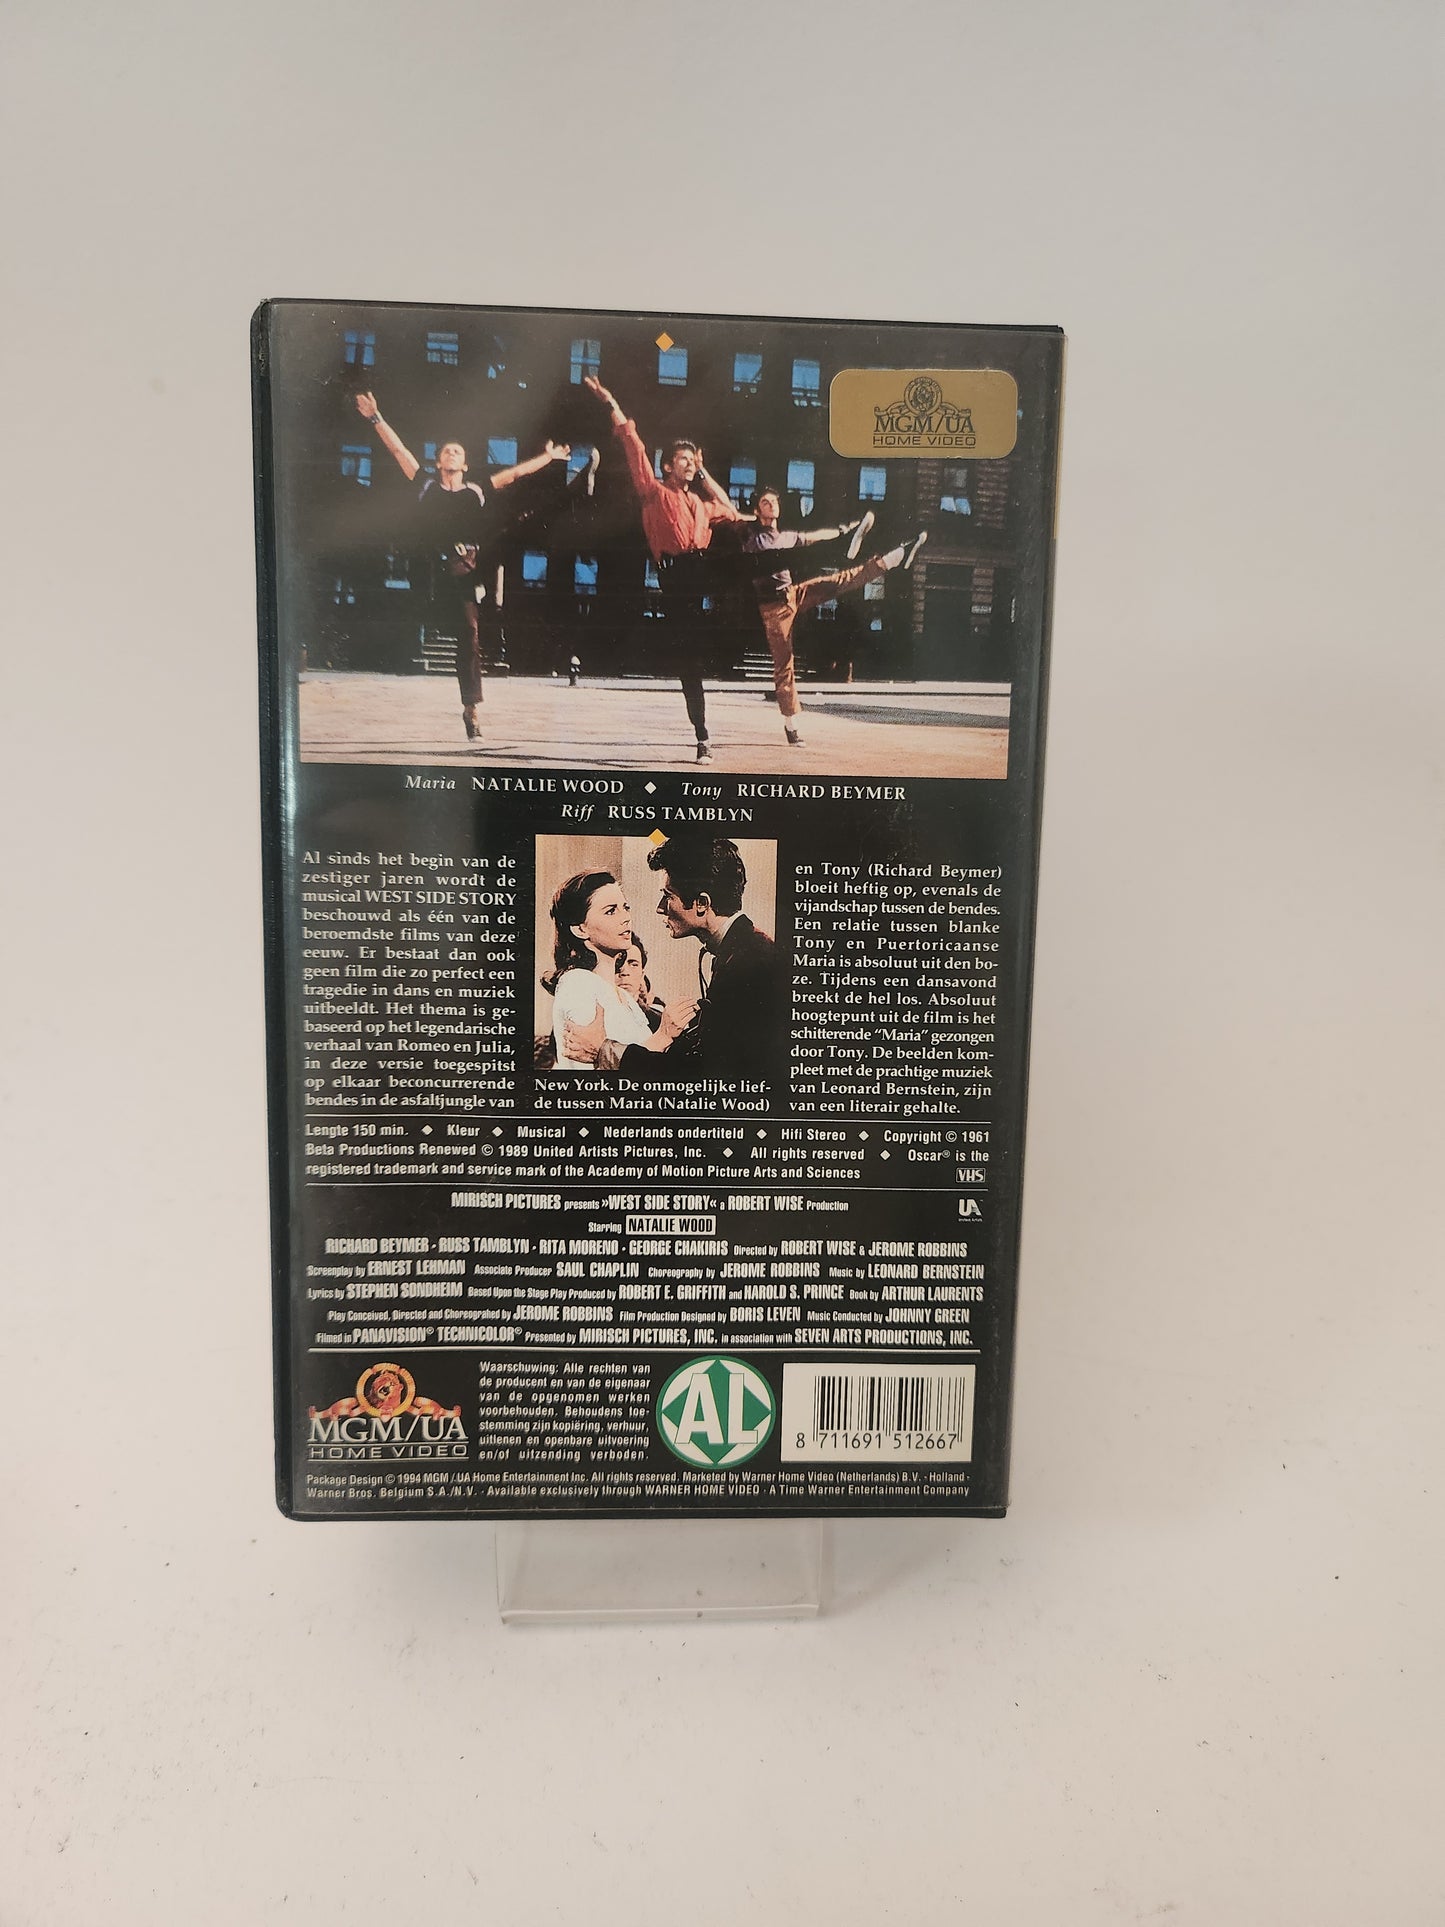 MGM/UA
HOME VIDEO
Maria NATALIE WOOD ◆ Tony RICHARD BEYMER
Riff RUSS TAMBLYN
Al sinds het begin van de
zestiger jaren wordt de
musical WEST SIDE STORY
beschouwd als één van de
beroemdste films van deze
eeuw. Er bestaat dan ook
geen film die zo perfect een
tragedie in dans en muziek
uitbeeldt. Het thema is ge-
baseerd op het legendarische
verhaal van Romeo en Julia,
in deze versie toegespitst
op elkaar beconcurrerende
bendes in de asfaltjungle van
New York. De onmogelijke lief-
de tussen Maria (Natalie Wood)
en Tony (Richard Beymer)
bloeit heftig op, evenals de
vijandschap tussen de bendes.
Een relatie tussen blanke
Tony en Puertoricaanse
Maria is absoluut uit den bo-
ze. Tijdens een dansavond
breekt de hel los. Absoluut
hoogtepunt uit de film is het
schitterende "Maria" gezongen
door Tony. De beelden kom-
pleet met de prachtige muziek
van Leonard Bernstein, zijn
van een literair gehalte.
Lengte 150 min. ◆ Kleur ◆ Musical ◆ Nederlands ondertiteld ◆ Hifi Stereo ◆ Copyright © 1961
Beta Productions Renewed © 1989 United Artists Pictures, Inc. ◆ All rights reserved ◆ Oscar® is the
registered trademark and service mark of the Academy of Motion Picture Arts and Sciences
VHS
MIRISCH PICTURES presents »WEST SIDE STORY« a ROBERT WISE Production
UA
United Artists
Starring NATALIE WOOD
RICHARD BEYMER · RUSS TAMBLYN · RITA MORENO · GEORGE CHAKIRIS Directed by ROBERT WISE & JEROME ROBBINS
Screenplay by ERNEST LEHMAN Associate Producer SAUL CHAPLIN Choreography by JEROME ROBBINS Music by LEONARD BERNSTEIN
Lyrics by STEPHEN SONDHEIM Based Upon the Stage Play Produced by ROBERT E. GRIFFITH and HAROLD S. PRINCE Book by ARTHUR LAURENTS
Play Conceived, Directed and Choreograhed by JEROME ROBBINS Film Production Designed by BORIS LEVEN Music Conducted by JOHNNY GREEN
Filmed in PANAVISION® TECHNICOLOR® Presented by MIRISCH PICTURES, INC. in association with SEVEN ARTS PRODUCTIONS, INC.
MGM/UA
HOME VIDEO
Waarschuwing: Alle rechten van
de producent en van de eigenaar
van de opgenomen werken
voorbehouden. Behoudens toe-
stemming zijn kopiëring, verhuur,
uitlenen en openbare uitvoering
en/of uitzending verboden.
AL
8 711691 512667
Package Design © 1994 MGM / UA Home Entertainment Inc. All rights reserved. Marketed by Warner Home Video (Netherlands) B.V. - Holland -
Warner Bros. Belgium S.A./N.V. - Available exclusively through WARNER HOME VIDEO - A Time Warner Entertainment Company